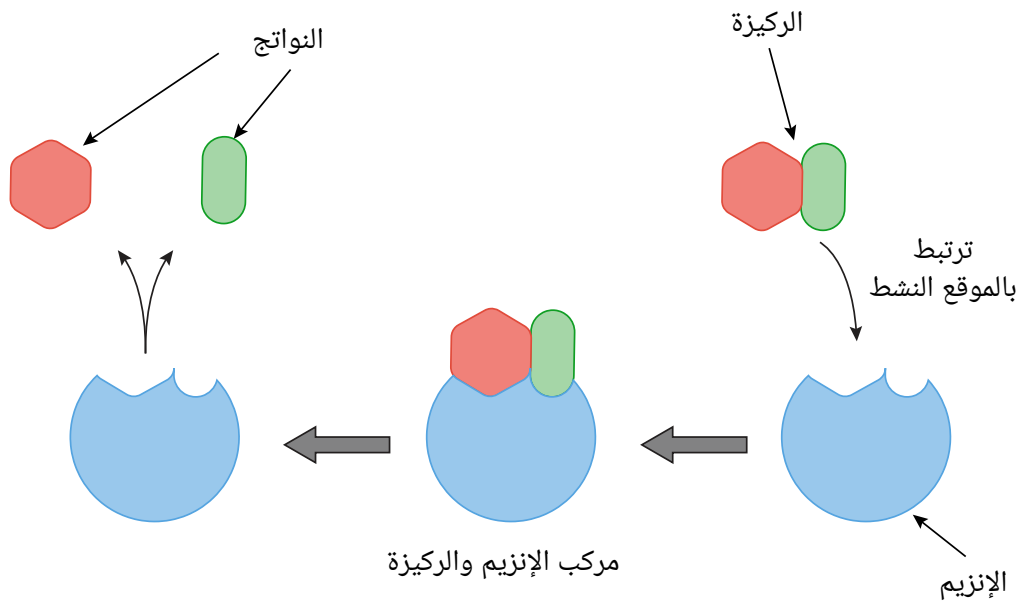 الركيزة
النواتج
ترتبط
بالموقع النشط
مركب الإنزيم والركيزة
الإنزيم